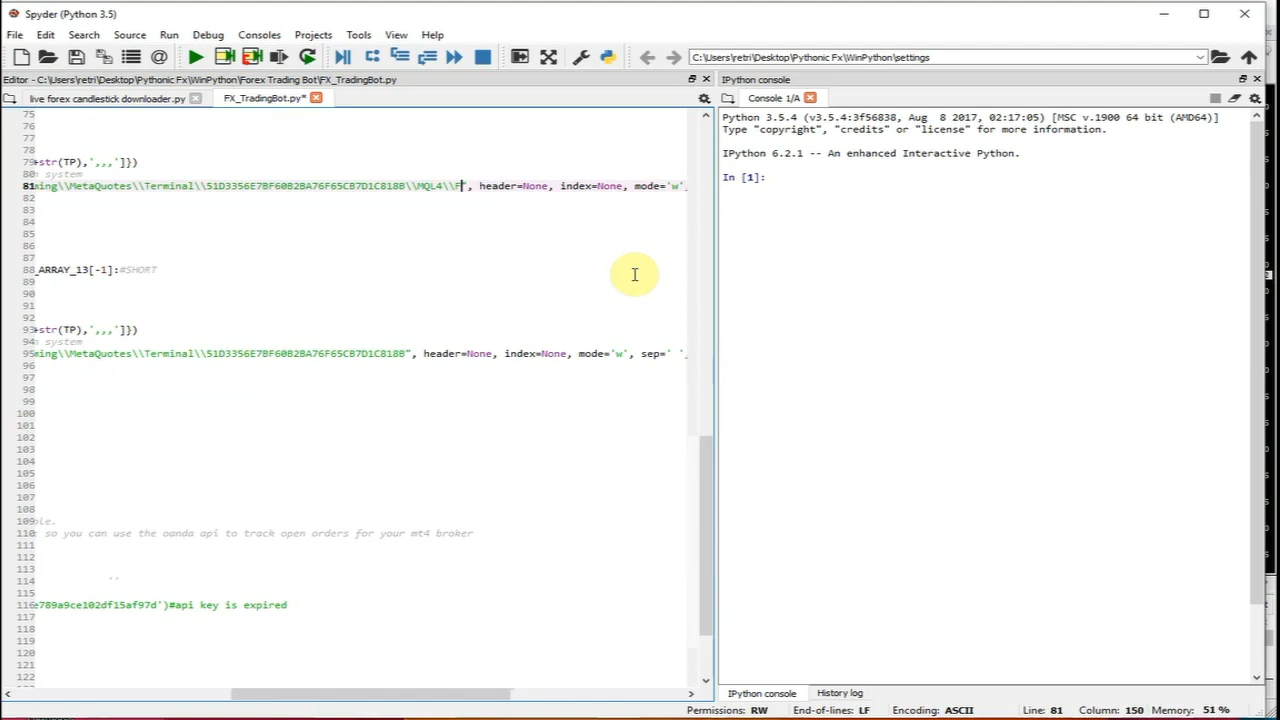 Spyder (Python 3.5)
File Edit Search Source Run Debug Consoles Projects Tools View Help
C:\Users\retri\Desktop\Pythonic Fx\WinPython\settings
Editor - C:\Users\retri\Desktop\Pythonic Fx\WinPython\Forex Trading Bot\FX_TradingBot.py
live forex candlestick downloader.py FX_TradingBot.py*
75
76
77
78
79 +str(TP),',,,']})
80 system
81 ming\\MetaQuotes\\Terminal\\51D3356E7BF60B2BA76F65CB7D1C818B\\MQL4\\F", header=None, index=None, mode='w',
82
83
84
85
86
87
88 _ARRAY_13[-1]:#SHORT
89
90
91
92
93 +str(TP),',,,']})
94 system
95 ming\\MetaQuotes\\Terminal\\51D3356E7BF60B2BA76F65CB7D1C818B", header=None, index=None, mode='w', sep=' ',
96
97
98
99
100
101
102
103
104
105
106
107
108
109 ole.
110 so you can use the oanda api to track open orders for your mt4 broker
111
112
113
114
115
116 e789a9ce102df15af97d')#api key is expired
117
118
119
120
121
122
IPython console
Console 1/A
Python 3.5.4 (v3.5.4:3f56838, Aug 8 2017, 02:17:05) [MSC v.1900 64 bit (AMD64)]
Type "copyright", "credits" or "license" for more information.
IPython 6.2.1 -- An enhanced Interactive Python.
In [1]:
IPython console History log
Permissions: RW End-of-lines: LF Encoding: ASCII Line: 81 Column: 150 Memory: 51 %